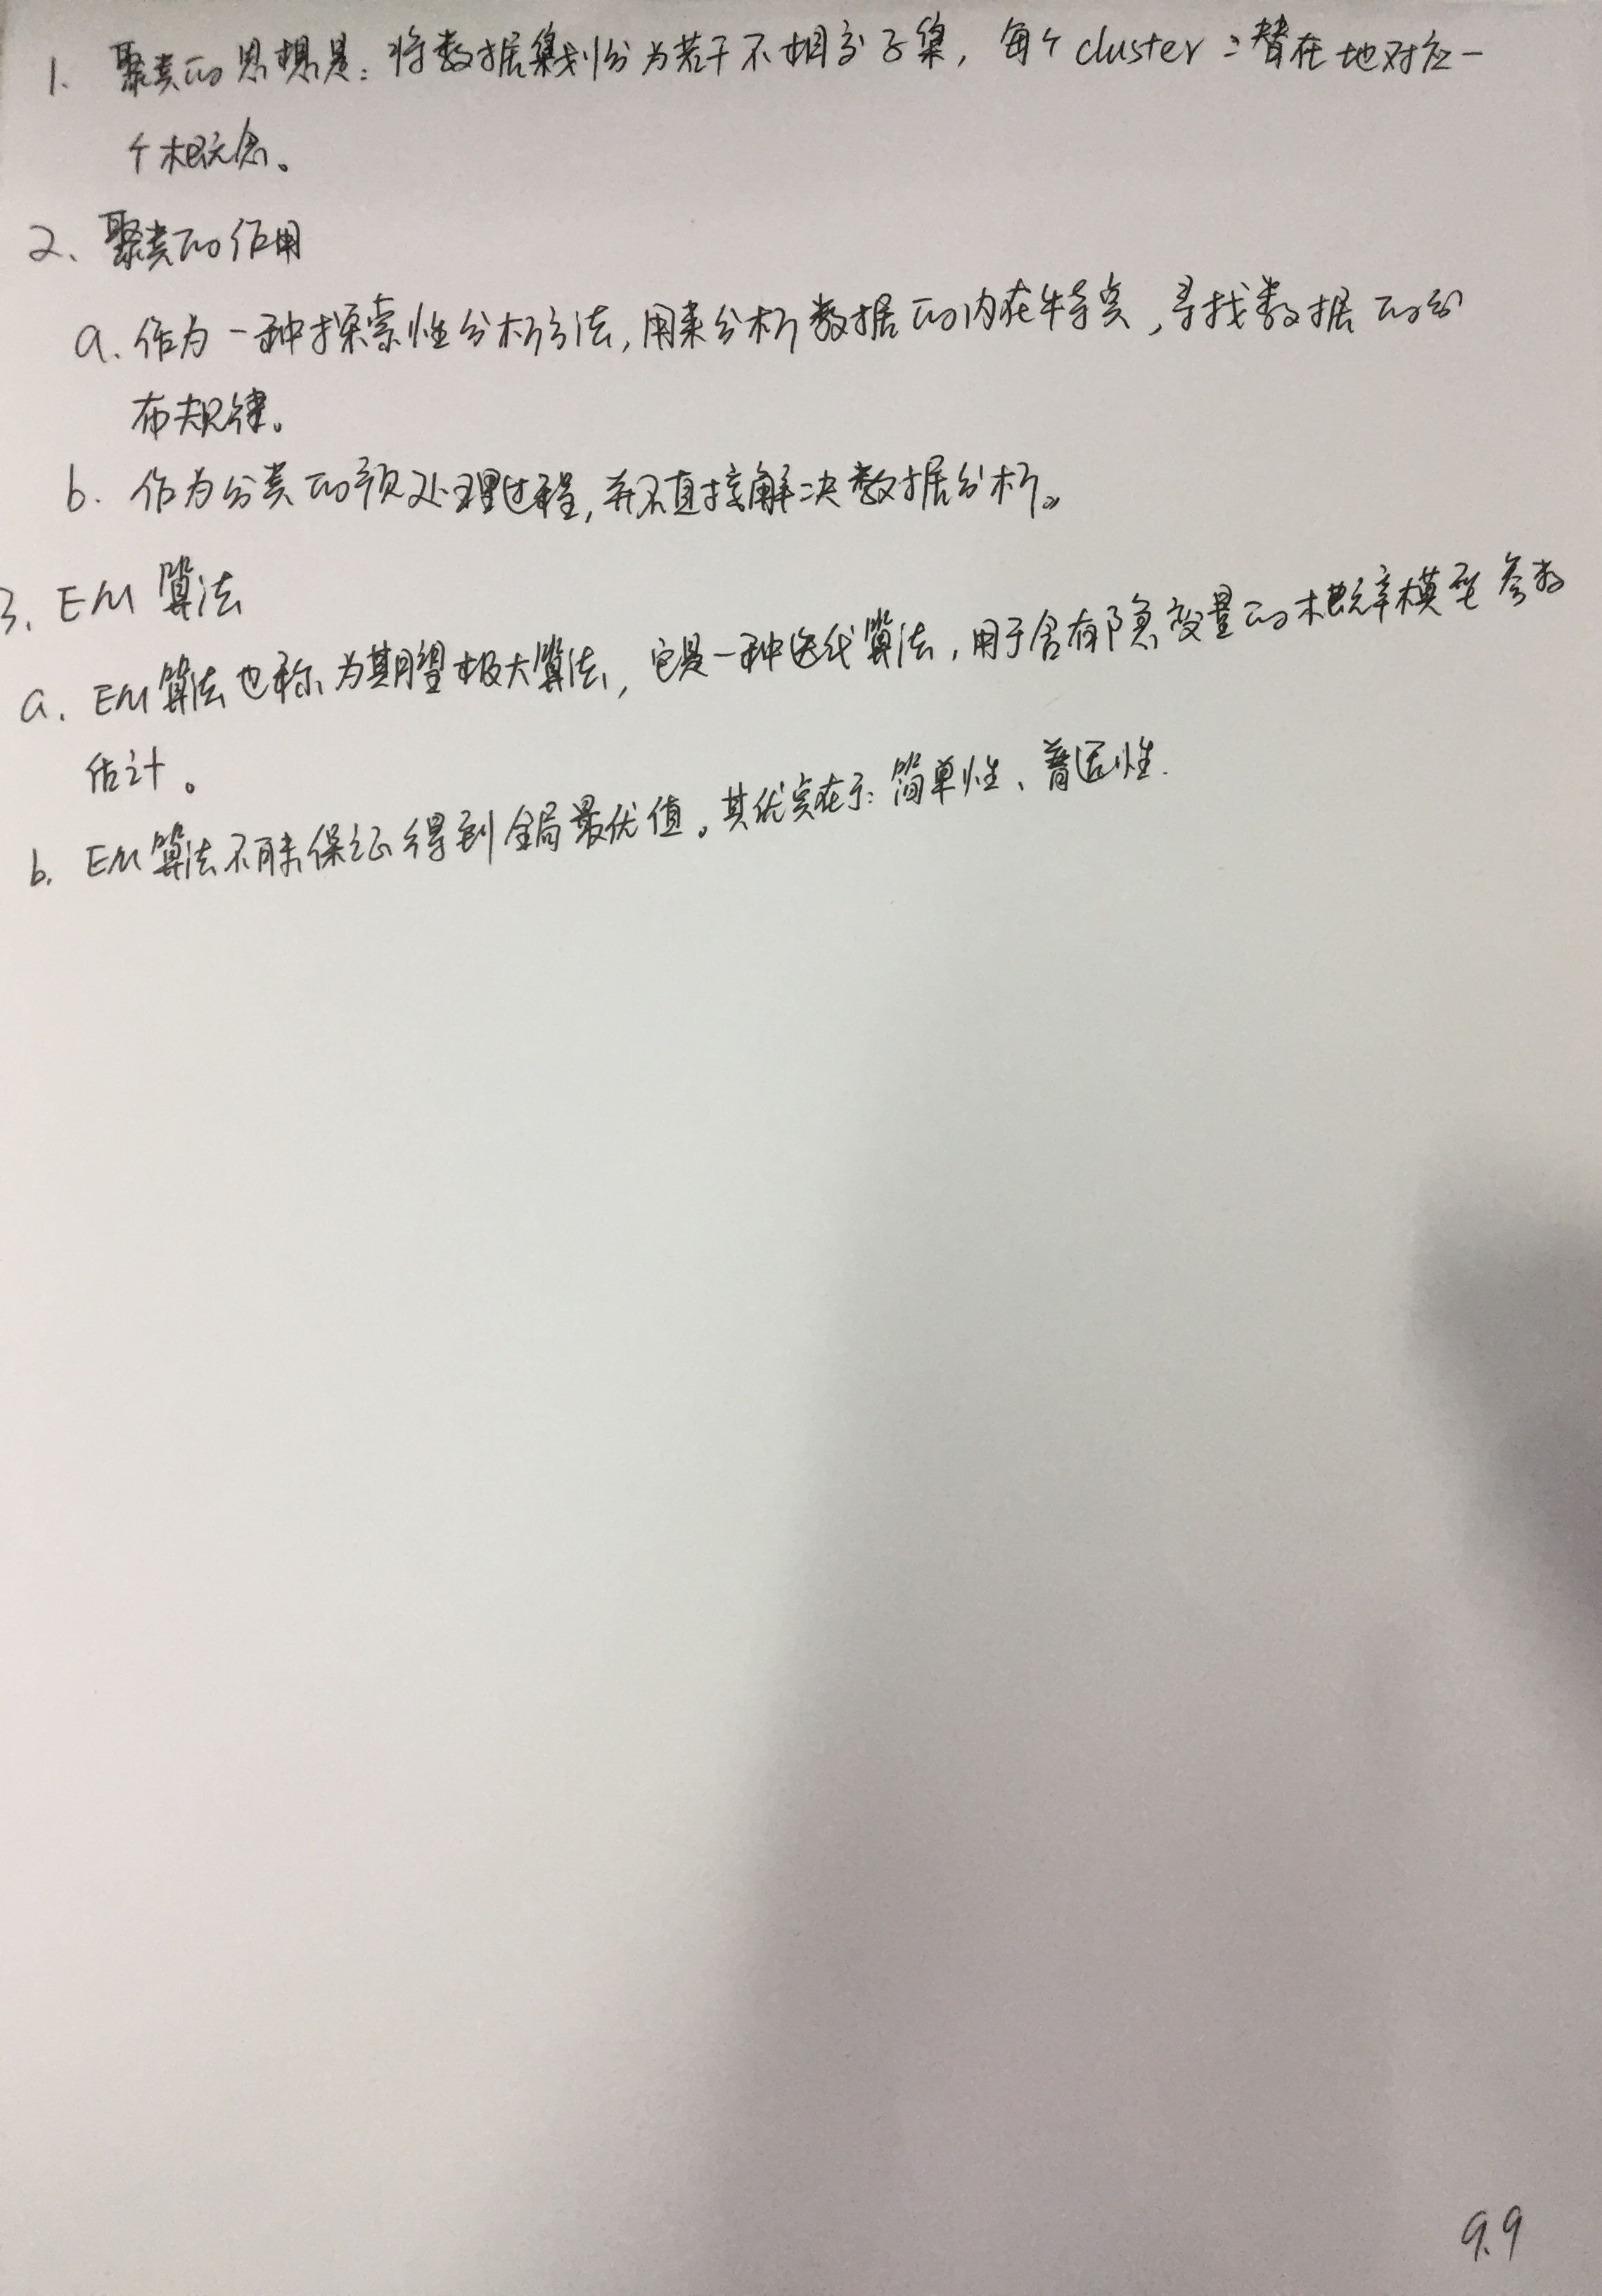 1. 聚类的思想是：将数据集划分为若干不相交子集，每个cluster潜在地对应一
个概念。
2、聚类的作用
a. 作为一种探索性分析方法，用来分析数据的内在特点，寻找数据的分
布规律。
b. 作为分类的预处理过程，并不直接解决数据分析。
3. EM 算法
a. EM算法也称为期望极大算法，它是一种迭代算法，用于含有隐变量的概率模型参数
估计。
b. EM算法不能保证得到全局最优值。其优点在于：简单性、普适性.
9.9